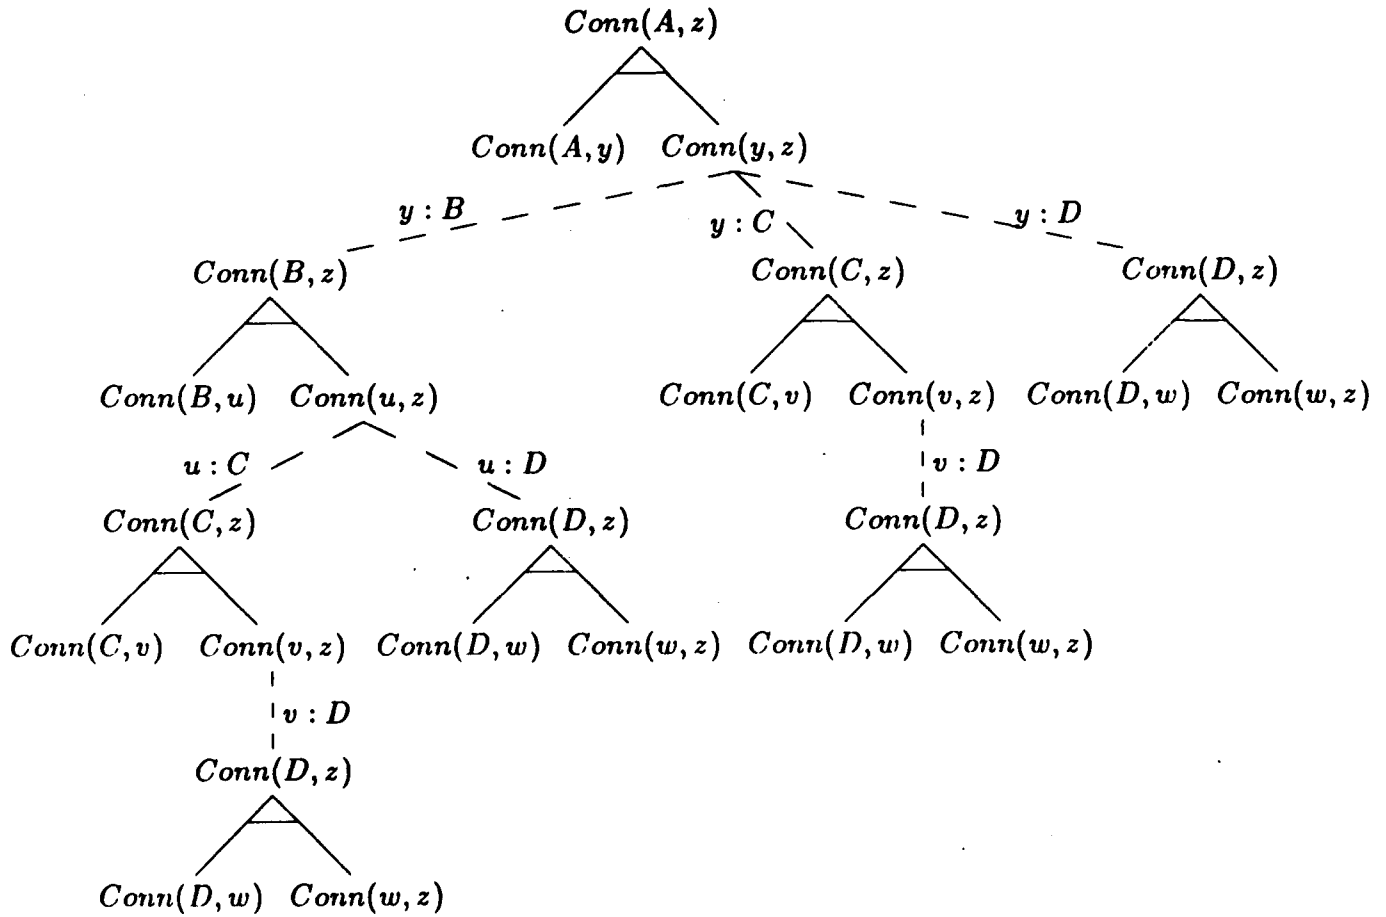 Conn(A, z)
Conn(A, y) Conn(y, z)
y : B y : C y : D
Conn(B, z) Conn(C, z) Conn(D, z)
Conn(B, u) Conn(u, z) Conn(C, v) Conn(v, z) Conn(D, w) Conn(w, z)
u : C u : D v : D
Conn(C, z) Conn(D, z) Conn(D, z)
Conn(C, v) Conn(v, z) Conn(D, w) Conn(w, z) Conn(D, w) Conn(w, z)
v : D
Conn(D, z)
Conn(D, w) Conn(w, z)